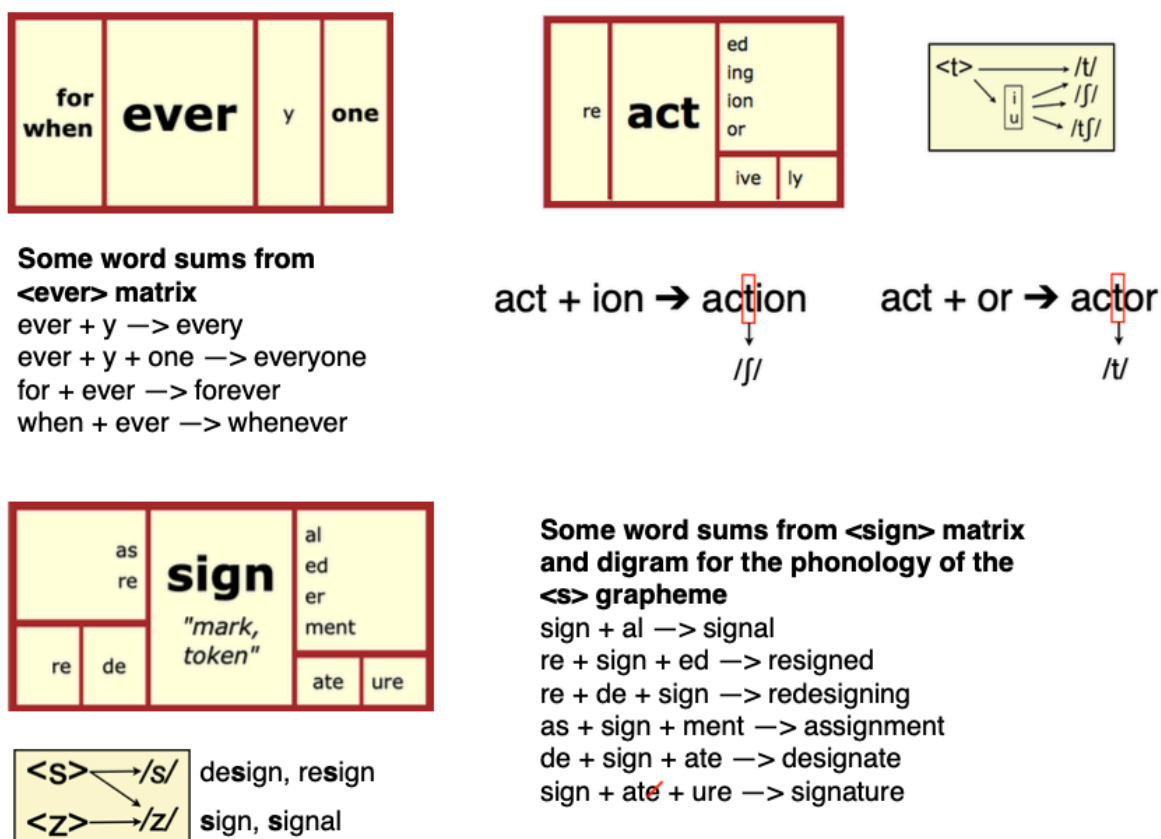 for
when
ever
y
one
re
act
ed
ing
ion
or
ive
ly
<t>
i
u
/t/
/ʃ/
/tʃ/
Some word sums from
<ever> matrix
ever + y —> every
ever + y + one —> everyone
for + ever —> forever
when + ever —> whenever
act + ion ➔ action
/ʃ/
act + or ➔ actor
/t/
as
re
re
de
sign
"mark,
token"
al
ed
er
ment
ate
ure
<s> /s/ design, resign
<z> /z/ sign, signal
Some word sums from <sign> matrix
and digram for the phonology of the
<s> grapheme
sign + al —> signal
re + sign + ed —> resigned
re + de + sign —> redesigning
as + sign + ment —> assignment
de + sign + ate —> designate
sign + ate + ure —> signature